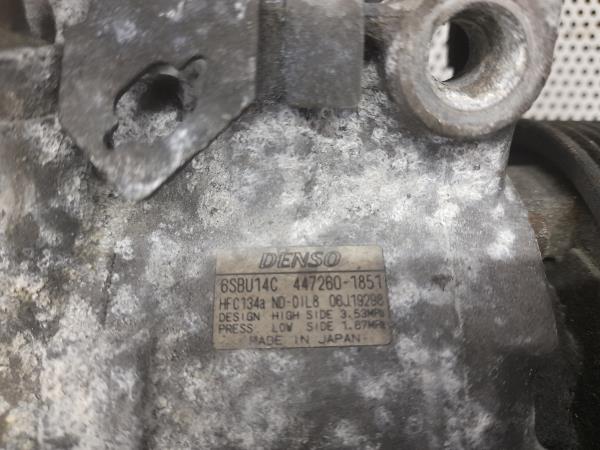 DENSO
6SBU14C 447260-1851
HFC134a ND-OIL8 06J19298
DESIGN HIGH SIDE 3.53MPa
PRESS. LOW SIDE 1.67MPa
MADE IN JAPAN